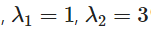 , λ₁ = 1, λ₂ = 3